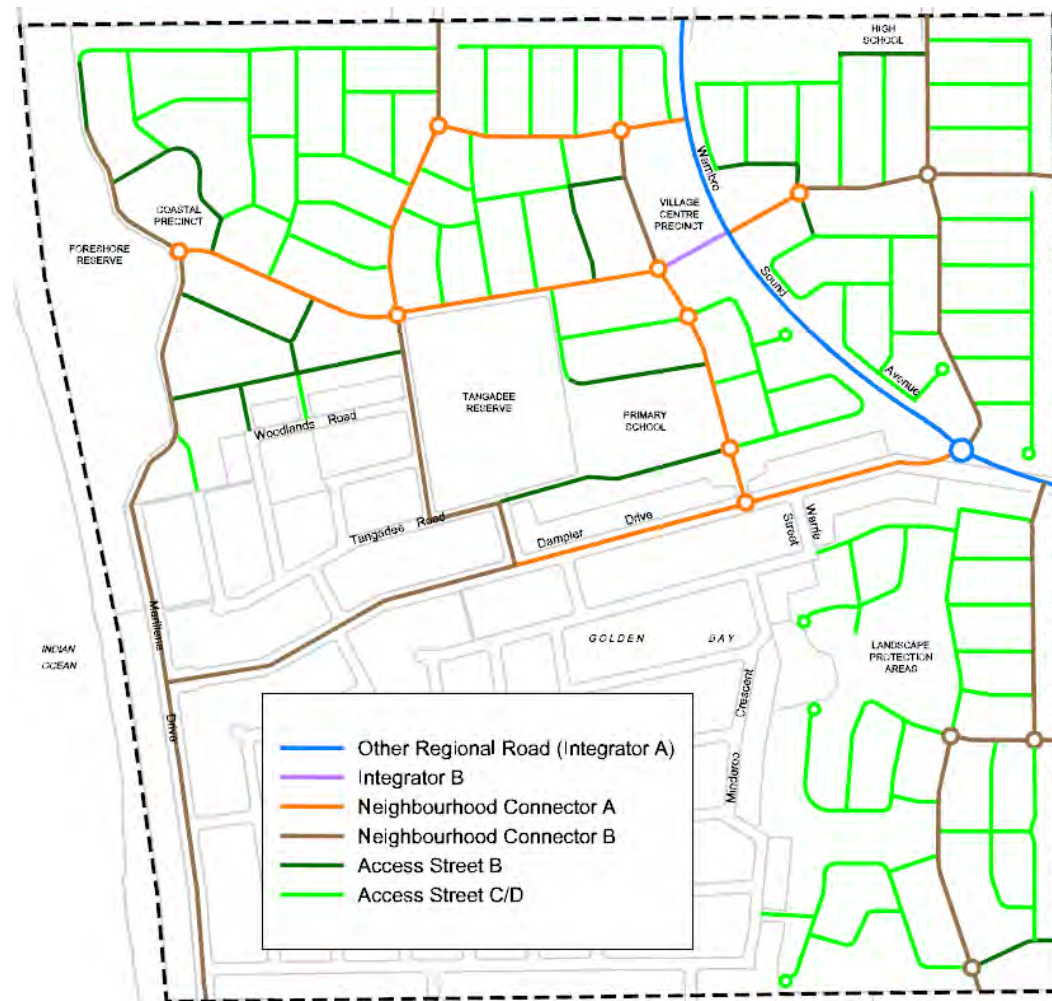 HIGH
SCHOOL
Warnbro
COASTAL
PRECINCT
VILLAGE
CENTRE
PRECINCT
FORESHORE
RESERVE
Sound
Avenue
TANGADEE
RESERVE
PRIMARY
SCHOOL
Woodlands Road
Tangadee Road
Dampier Drive
Warrie
Street
Marillana
Drive
INDIAN
OCEAN
GOLDEN BAY
LANDSCAPE
PROTECTION
AREAS
Minderoo Crescent
Other Regional Road (Integrator A)
Integrator B
Neighbourhood Connector A
Neighbourhood Connector B
Access Street B
Access Street C/D